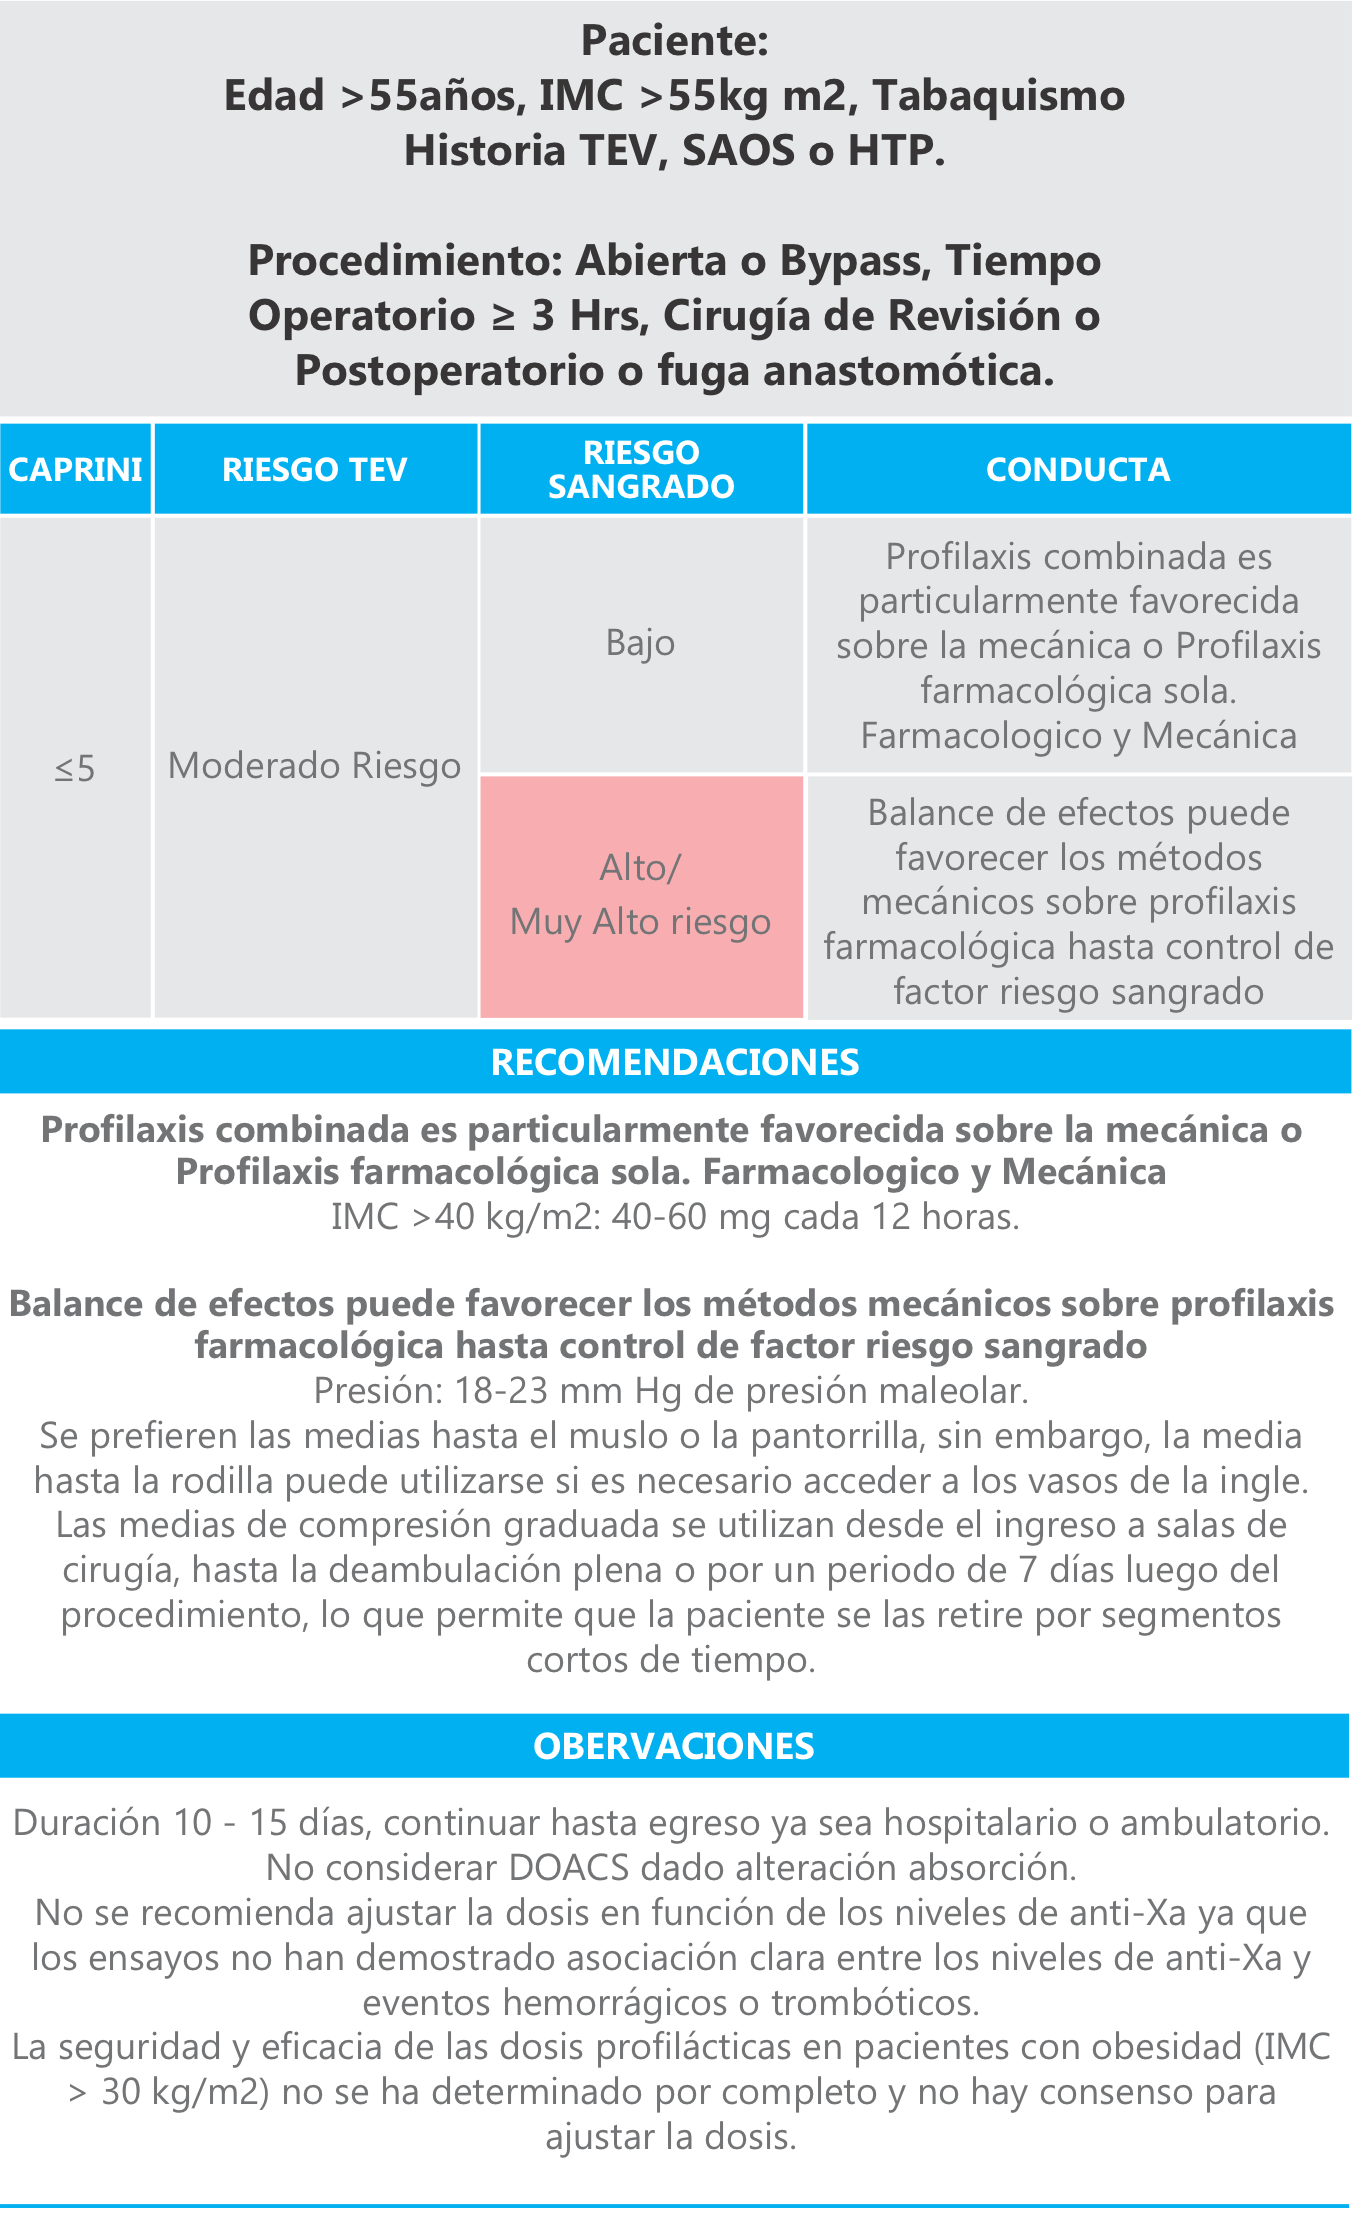 Paciente:
Edad >55años, IMC >55kg m2, Tabaquismo
Historia TEV, SAOS o HTP.
Procedimiento: Abierta o Bypass, Tiempo
Operatorio ≥ 3 Hrs, Cirugía de Revisión o
Postoperatorio o fuga anastomótica.
CAPRINI
RIESGO TEV
RIESGO
SANGRADO
CONDUCTA
≤5
Moderado Riesgo
Bajo
Profilaxis combinada es
particularmente favorecida
sobre la mecánica o Profilaxis
farmacológica sola.
Farmacologico y Mecánica
Alto/
Muy Alto riesgo
Balance de efectos puede
favorecer los métodos
mecánicos sobre profilaxis
farmacológica hasta control de
factor riesgo sangrado
RECOMENDACIONES
Profilaxis combinada es particularmente favorecida sobre la mecánica o
Profilaxis farmacológica sola. Farmacologico y Mecánica
IMC >40 kg/m2: 40-60 mg cada 12 horas.
Balance de efectos puede favorecer los métodos mecánicos sobre profilaxis
farmacológica hasta control de factor riesgo sangrado
Presión: 18-23 mm Hg de presión maleolar.
Se prefieren las medias hasta el muslo o la pantorrilla, sin embargo, la media
hasta la rodilla puede utilizarse si es necesario acceder a los vasos de la ingle.
Las medias de compresión graduada se utilizan desde el ingreso a salas de
cirugía, hasta la deambulación plena o por un periodo de 7 días luego del
procedimiento, lo que permite que la paciente se las retire por segmentos
cortos de tiempo.
OBERVACIONES
Duración 10 - 15 días, continuar hasta egreso ya sea hospitalario o ambulatorio.
No considerar DOACS dado alteración absorción.
No se recomienda ajustar la dosis en función de los niveles de anti-Xa ya que
los ensayos no han demostrado asociación clara entre los niveles de anti-Xa y
eventos hemorrágicos o trombóticos.
La seguridad y eficacia de las dosis profilácticas en pacientes con obesidad (IMC
> 30 kg/m2) no se ha determinado por completo y no hay consenso para
ajustar la dosis.